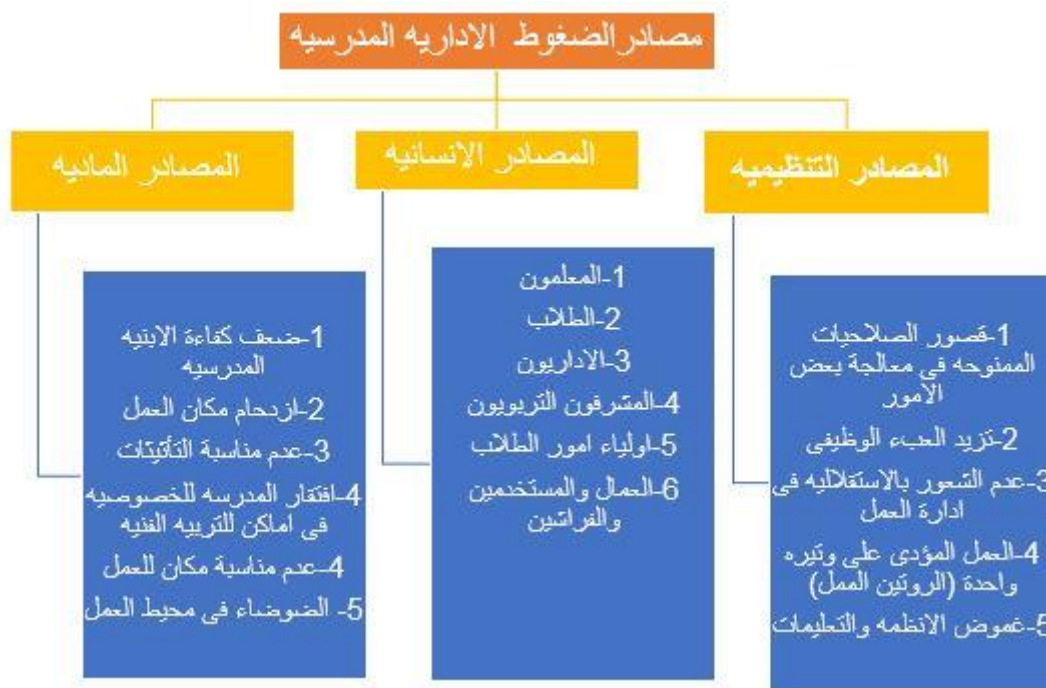 مصادر الضغوط الاداريه المدرسيه
المصادر التنظيميه
1-قصور الصلاحيات
الممنوحه فى معالجة بعض
الامور
2-تزيد العبء الوظيفى
3-عدم الشعور بالاستقلاليه فى
ادارة العمل
4-العمل المؤدى على وتيره
واحدة (الروتين الممل)
5-غموض الانظمه والتعليمات
المصادر الانسانيه
1-المعلمون
2-الطلاب
3-الاداريون
4-المشرفون التربويون
5-اولياء امور الطلاب
6-العمال والمستخدمين
والفراشين
المصادر الماديه
1-ضعف كفاءة الابنيه
المدرسيه
2-ازدحام مكان العمل
3-عدم مناسبة التأثيثات
4-افتقار المدرسه للخصوصيه
فى اماكن للتربيه الفنيه
4-عدم مناسبة مكان للعمل
5- الضوضاء فى محيط العمل